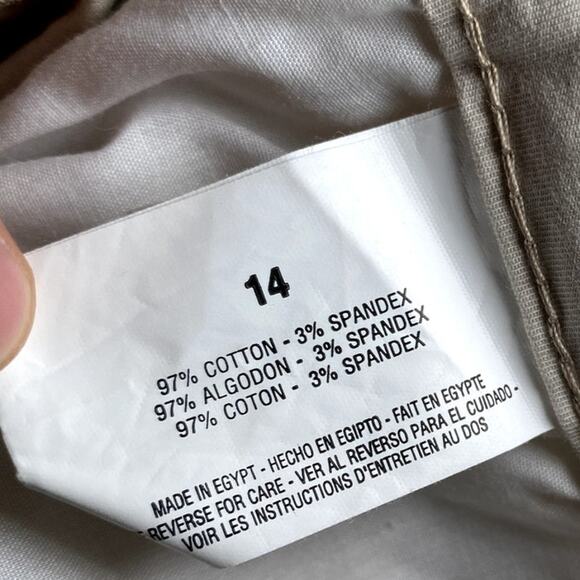 14
97% COTTON - 3% SPANDEX
97% ALGODON - 3% SPANDEX
97% COTON - 3% SPANDEX
MADE IN EGYPT - HECHO EN EGIPTO - FAIT EN EGYPTE
REVERSE FOR CARE - VER AL REVERSO PARA EL CUIDADO -
VOIR LES INSTRUCTIONS D'ENTRETIEN AU DOS